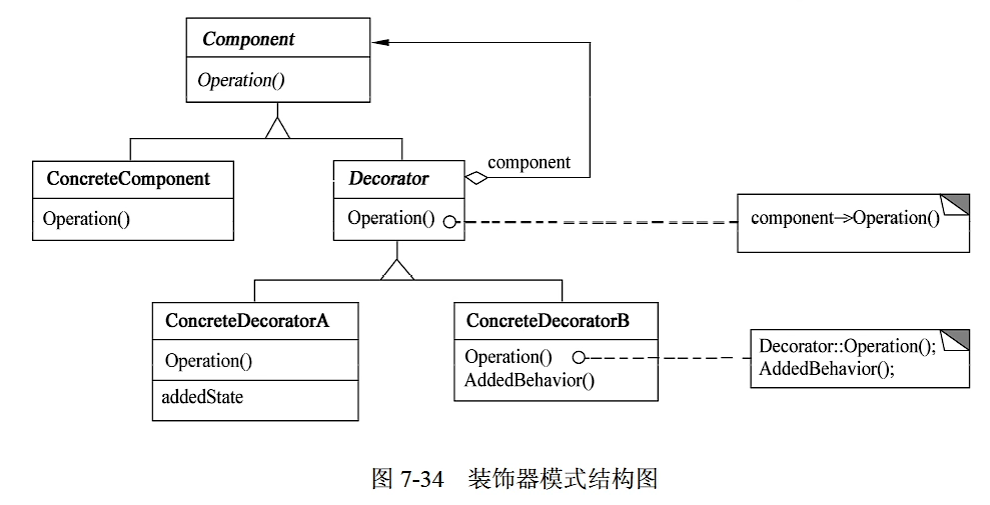 Component
Operation()
ConcreteComponent
Operation()
Decorator
Operation()
component
component->Operation()
ConcreteDecoratorA
Operation()
addedState
ConcreteDecoratorB
Operation()
AddedBehavior()
Decorator::Operation();
AddedBehavior();
图 7-34 装饰器模式结构图